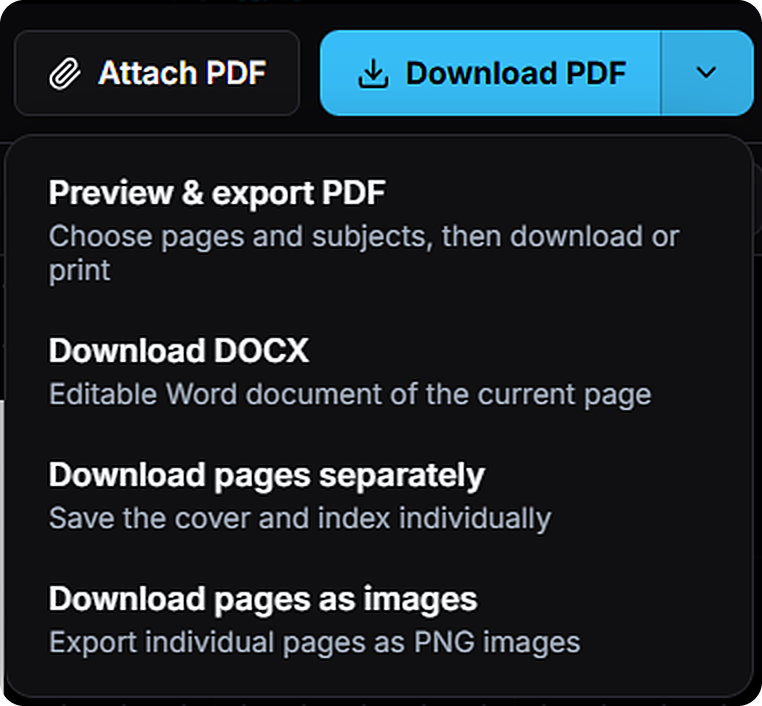 Attach PDF
Download PDF
Preview & export PDF
Choose pages and subjects, then download or
print
Download DOCX
Editable Word document of the current page
Download pages separately
Save the cover and index individually
Download pages as images
Export individual pages as PNG images